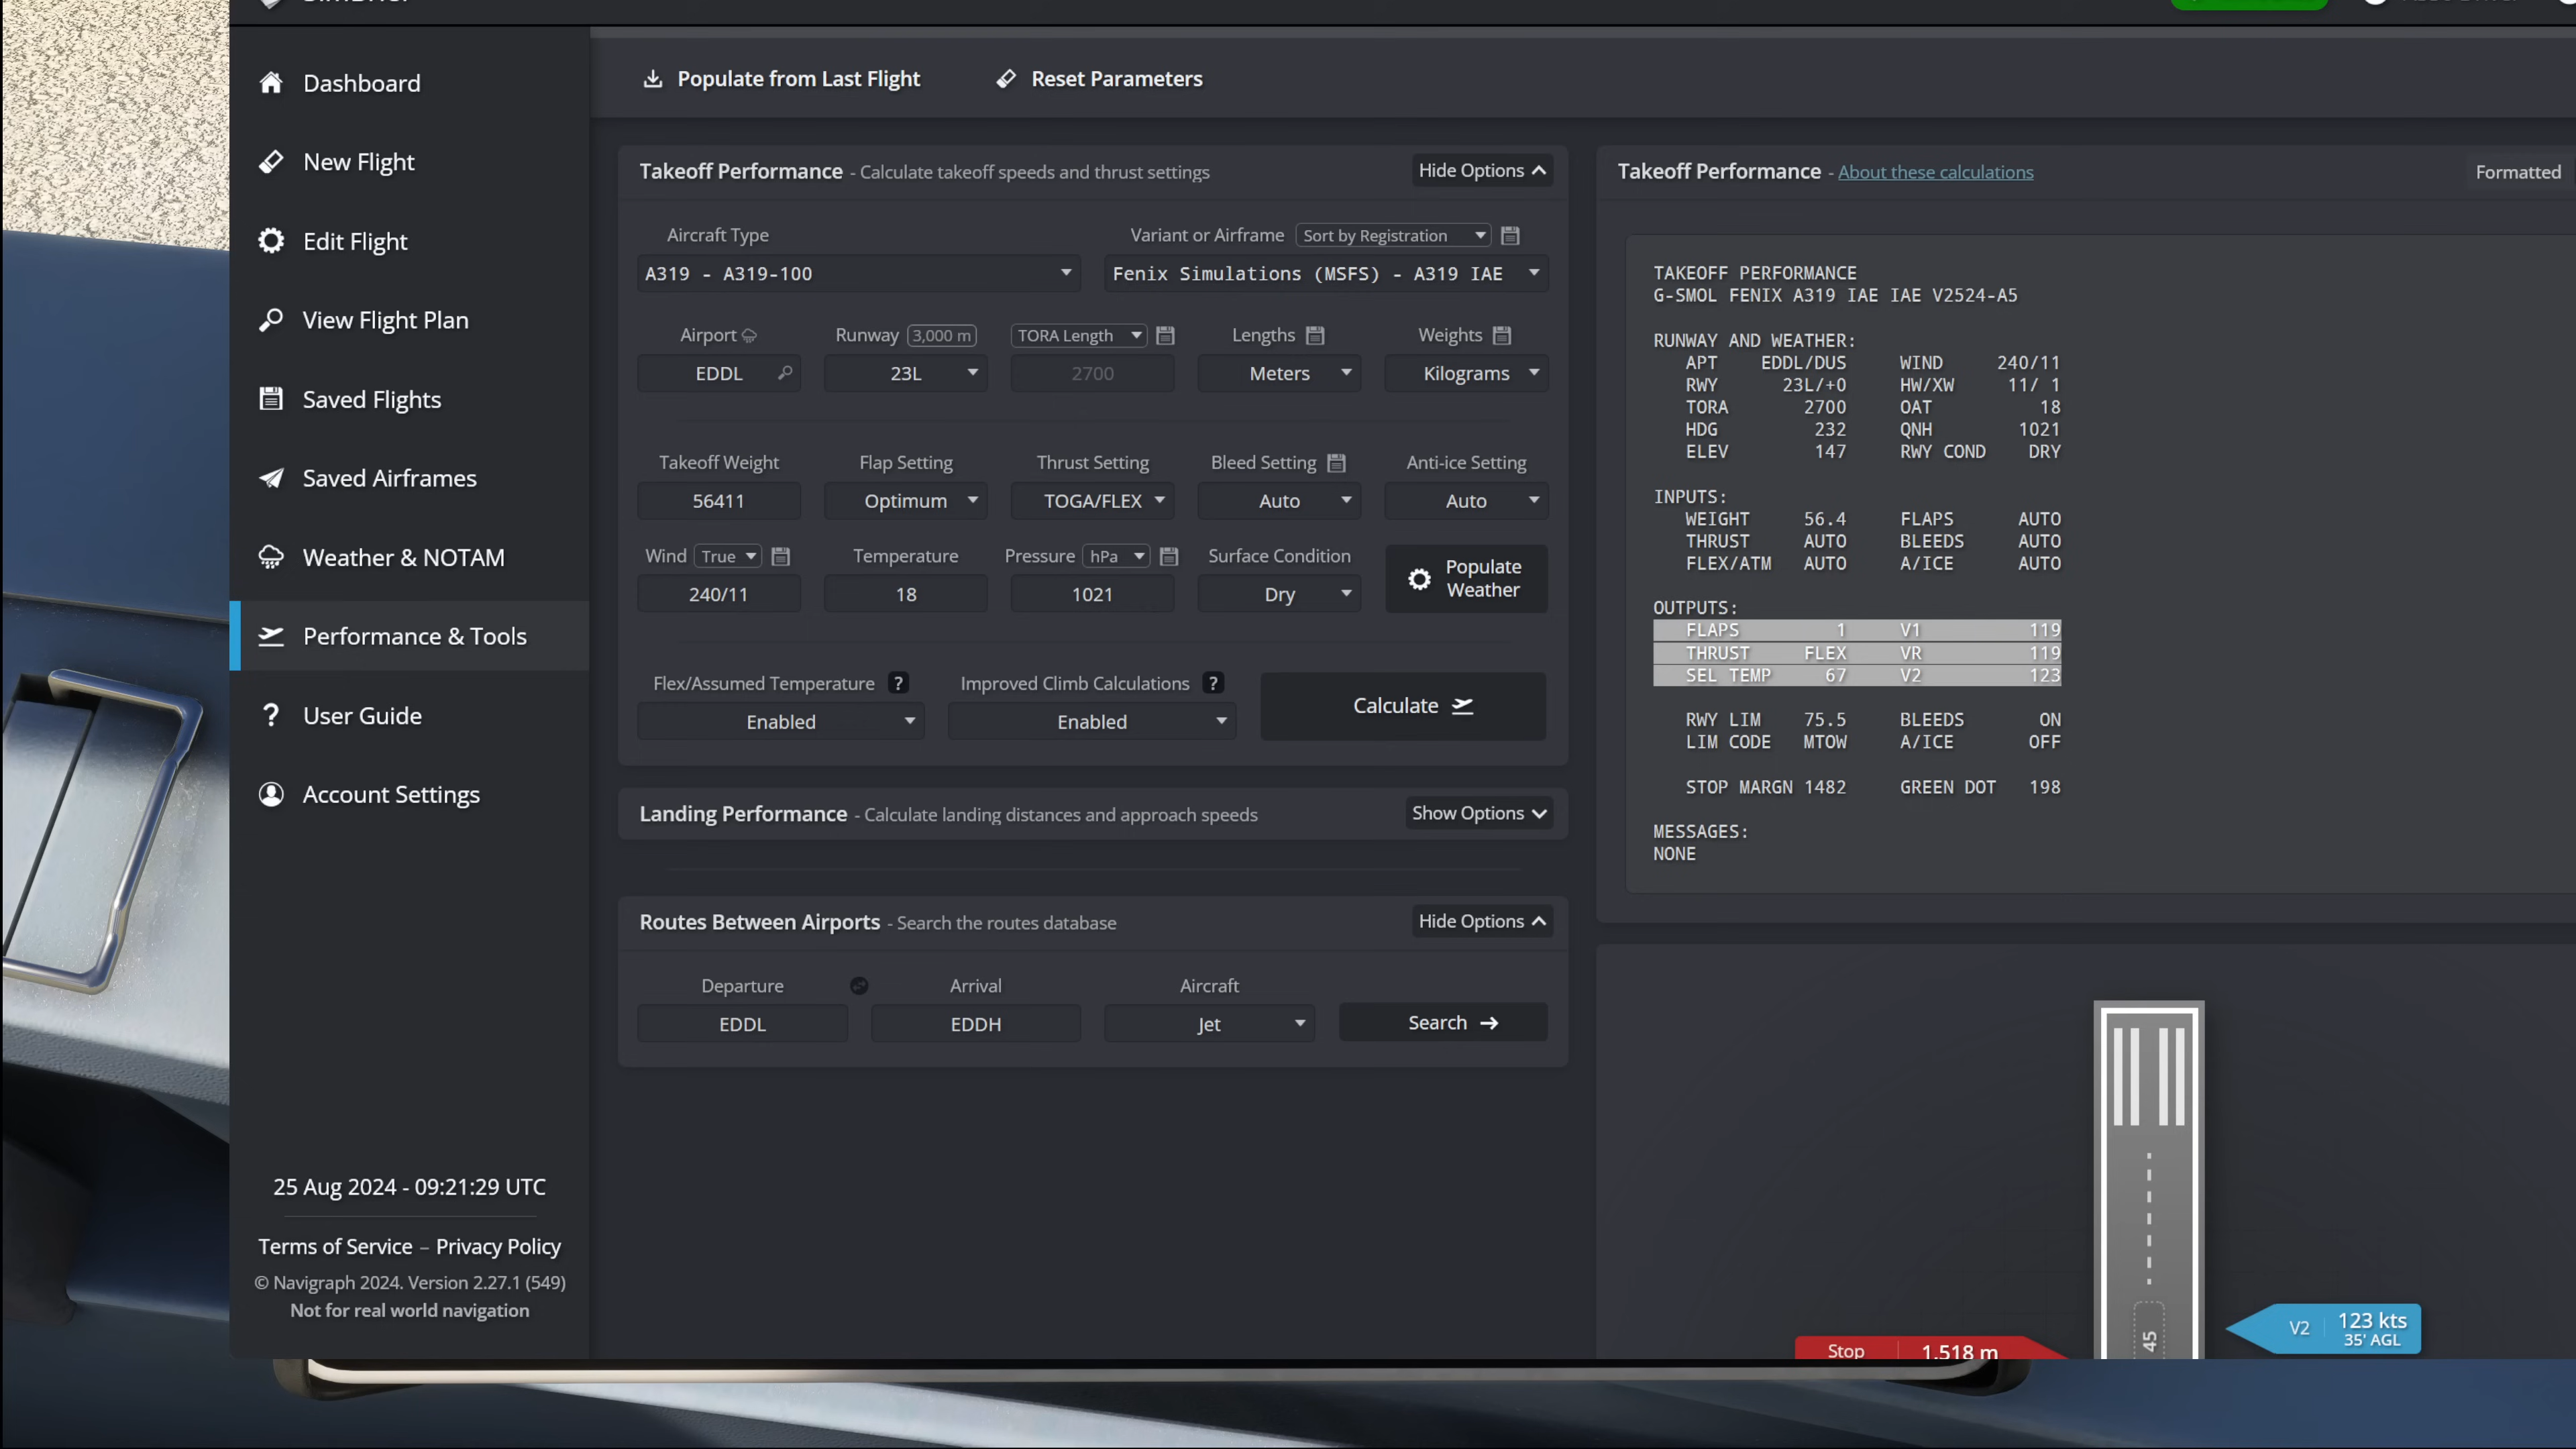 Dashboard
New Flight
Edit Flight
View Flight Plan
Saved Flights
Saved Airframes
Weather & NOTAM
Performance & Tools
User Guide
Account Settings
25 Aug 2024 - 09:21:29 UTC
Terms of Service – Privacy Policy
© Navigraph 2024. Version 2.27.1 (549)
Not for real world navigation
Populate from Last Flight Reset Parameters
Takeoff Performance - Calculate takeoff speeds and thrust settings Hide Options
Aircraft Type Variant or Airframe Sort by Registration
A319 - A319-100 Fenix Simulations (MSFS) - A319 IAE
Airport Runway 3,000 m TORA Length Lengths Weights
EDDL 23L 2700 Meters Kilograms
Takeoff Weight Flap Setting Thrust Setting Bleed Setting Anti-ice Setting
56411 Optimum TOGA/FLEX Auto Auto
Wind True Temperature Pressure hPa Surface Condition
240/11 18 1021 Dry
Populate
Weather
Flex/Assumed Temperature ? Improved Climb Calculations ?
Enabled Enabled
Calculate
Landing Performance - Calculate landing distances and approach speeds Show Options
Routes Between Airports - Search the routes database Hide Options
Departure Arrival Aircraft
EDDL EDDH Jet Search
Takeoff Performance - About these calculations Formatted
TAKEOFF PERFORMANCE
G-SMOL FENIX A319 IAE IAE V2524-A5
RUNWAY AND WEATHER:
APT EDDL/DUS WIND 240/11
RWY 23L/+0 HW/XW 11/ 1
TORA 2700 OAT 18
HDG 232 QNH 1021
ELEV 147 RWY COND DRY
INPUTS:
WEIGHT 56.4 FLAPS AUTO
THRUST AUTO BLEEDS AUTO
FLEX/ATM AUTO A/ICE AUTO
OUTPUTS:
FLAPS 1 V1 119
THRUST FLEX VR 119
SEL TEMP 67 V2 123
RWY LIM 75.5 BLEEDS ON
LIM CODE MTOW A/ICE OFF
STOP MARGN 1482 GREEN DOT 198
MESSAGES:
NONE
V2 123 kts
35' AGL
45
Stop 1,518 m